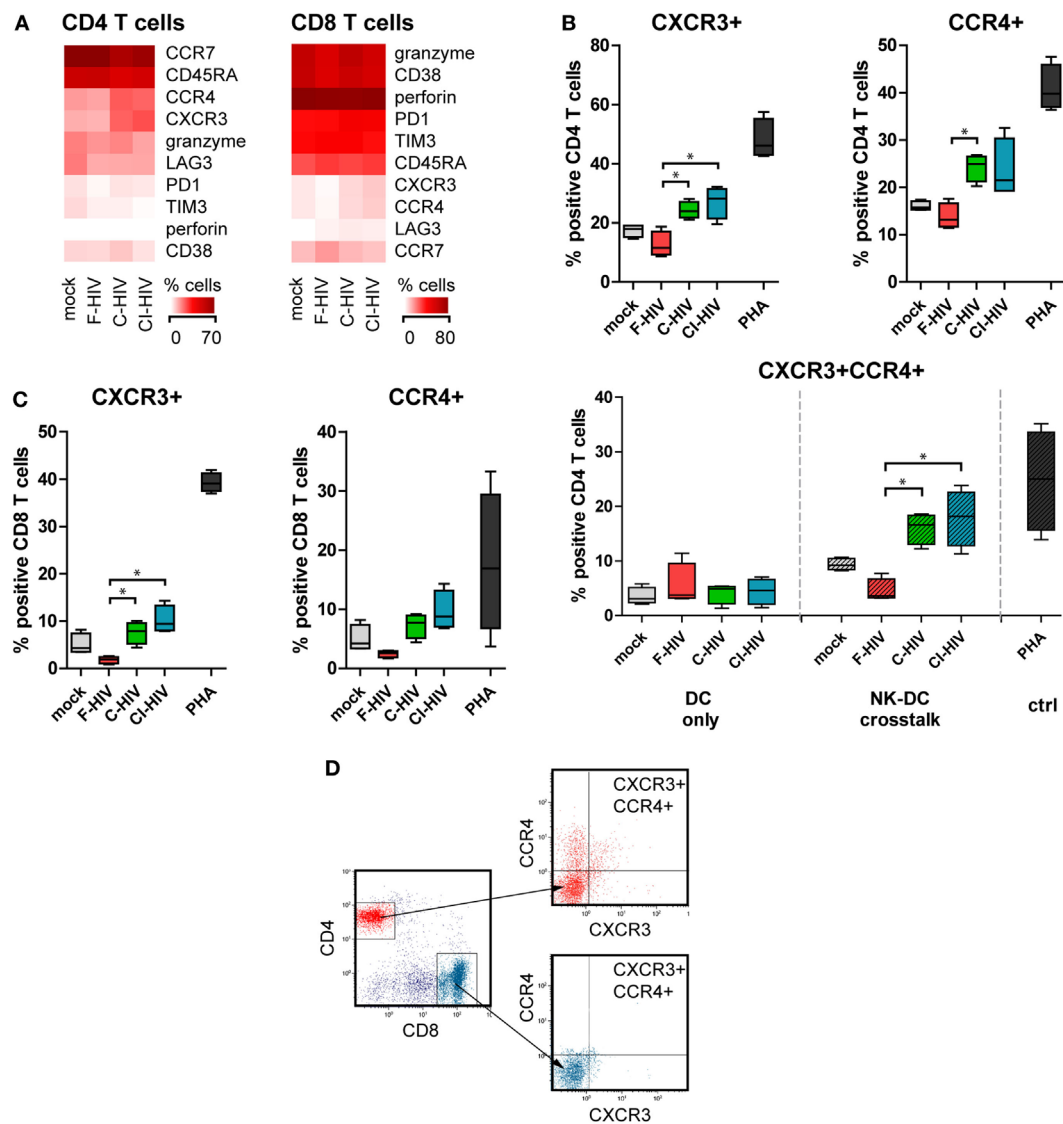 A
CD4 T cells
CCR7
CD45RA
CCR4
CXCR3
granzyme
LAG3
PD1
TIM3
perforin
CD38
mock
F-HIV
C-HIV
CI-HIV
% cells
0 70
CD8 T cells
granzyme
CD38
perforin
PD1
TIM3
CD45RA
CXCR3
CCR4
LAG3
CCR7
mock
F-HIV
C-HIV
CI-HIV
% cells
0 80
B
CXCR3+
% positive CD4 T cells
80
60
40
20
0
*
*
mock
F-HIV
C-HIV
CI-HIV
PHA
CCR4+
% positive CD4 T cells
50
40
30
20
10
0
*
mock
F-HIV
C-HIV
CI-HIV
PHA
CXCR3+CCR4+
% positive CD4 T cells
40
30
20
10
0
*
*
mock
F-HIV
C-HIV
CI-HIV
mock
F-HIV
C-HIV
CI-HIV
PHA
DC
only
NK-DC
crosstalk
ctrl
C
CXCR3+
% positive CD8 T cells
50
40
30
20
10
0
*
*
mock
F-HIV
C-HIV
CI-HIV
PHA
CCR4+
% positive CD8 T cells
40
30
20
10
0
mock
F-HIV
C-HIV
CI-HIV
PHA
D
CD4
CD8
CXCR3+
CCR4+
CCR4
CXCR3
CXCR3+
CCR4+
CCR4
CXCR3